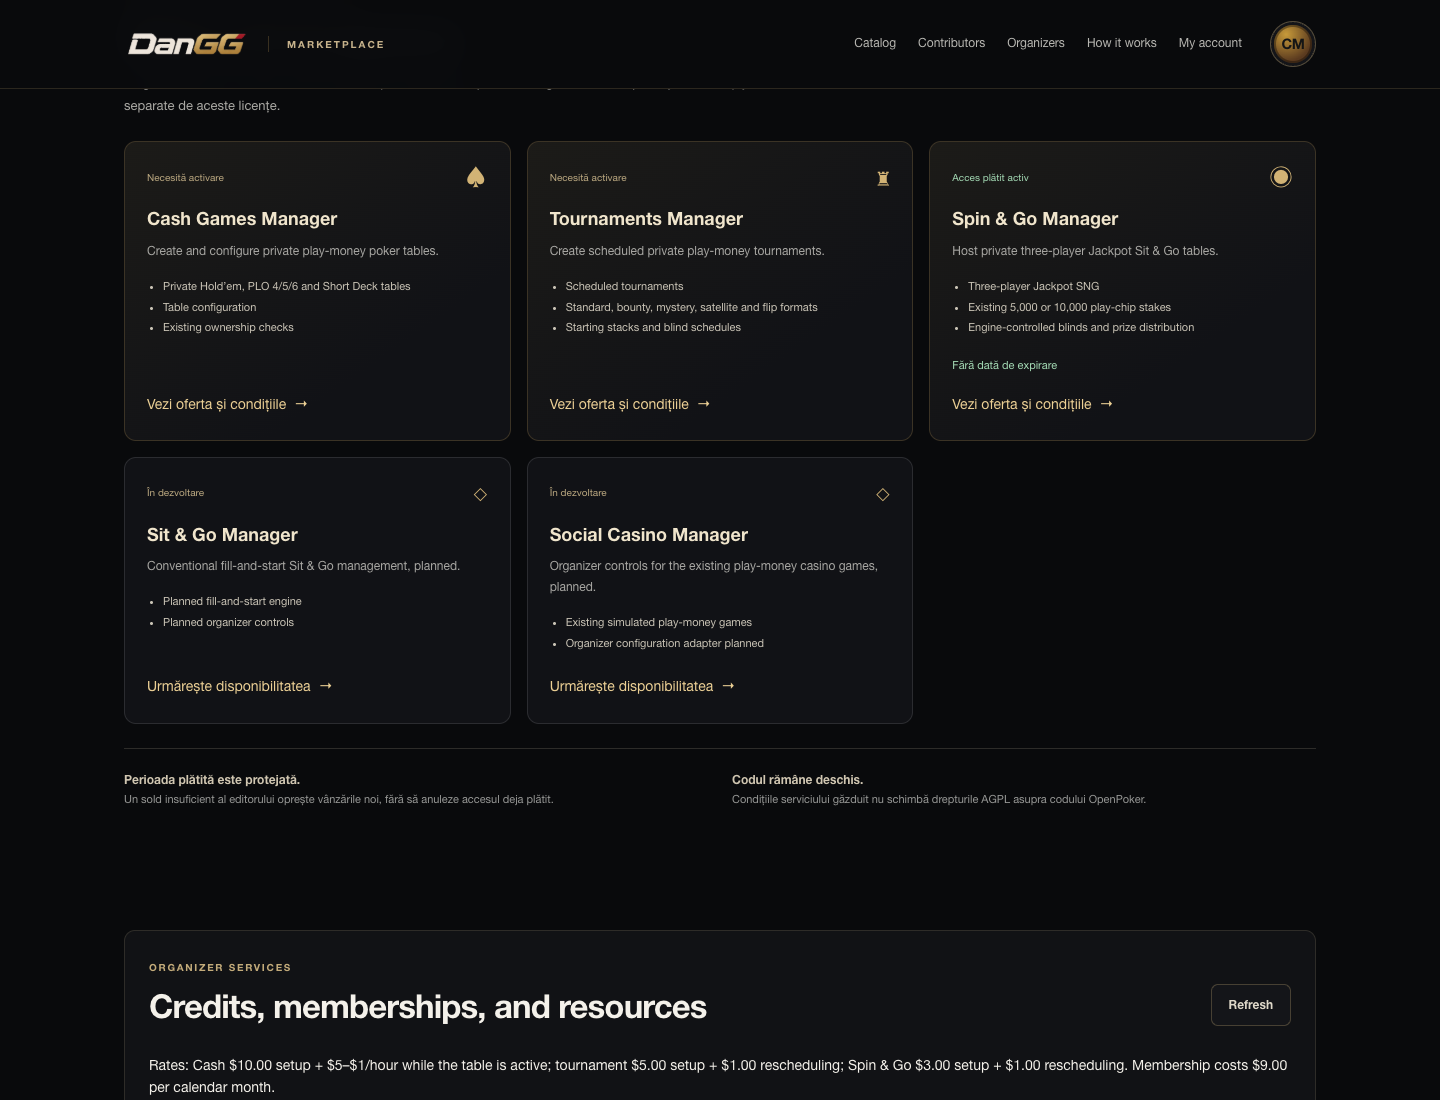 DanGG
MARKETPLACE
Catalog
Contributors
Organizers
How it works
My account
CM
separate de aceste licențe.
Necesită activare
Cash Games Manager
Create and configure private play-money poker tables.
• Private Hold'em, PLO 4/5/6 and Short Deck tables
• Table configuration
• Existing ownership checks
Vezi oferta și condițiile →
Necesită activare
Tournaments Manager
Create scheduled private play-money tournaments.
• Scheduled tournaments
• Standard, bounty, mystery, satellite and flip formats
• Starting stacks and blind schedules
Vezi oferta și condițiile →
Acces plătit activ
Spin & Go Manager
Host private three-player Jackpot Sit & Go tables.
• Three-player Jackpot SNG
• Existing 5,000 or 10,000 play-chip stakes
• Engine-controlled blinds and prize distribution
Fără dată de expirare
Vezi oferta și condițiile →
În dezvoltare
Sit & Go Manager
Conventional fill-and-start Sit & Go management, planned.
• Planned fill-and-start engine
• Planned organizer controls
Urmărește disponibilitatea →
În dezvoltare
Social Casino Manager
Organizer controls for the existing play-money casino games,
planned.
• Existing simulated play-money games
• Organizer configuration adapter planned
Urmărește disponibilitatea →
Perioada plătită este protejată.
Un sold insuficient al editorului oprește vânzările noi, fără să anuleze accesul deja plătit.
Codul rămâne deschis.
Condițiile serviciului găzduit nu schimbă drepturile AGPL asupra codului OpenPoker.
ORGANIZER SERVICES
Credits, memberships, and resources
Refresh
Rates: Cash $10.00 setup + $5–$1/hour while the table is active; tournament $5.00 setup + $1.00 rescheduling; Spin & Go $3.00 setup + $1.00 rescheduling. Membership costs $9.00
per calendar month.